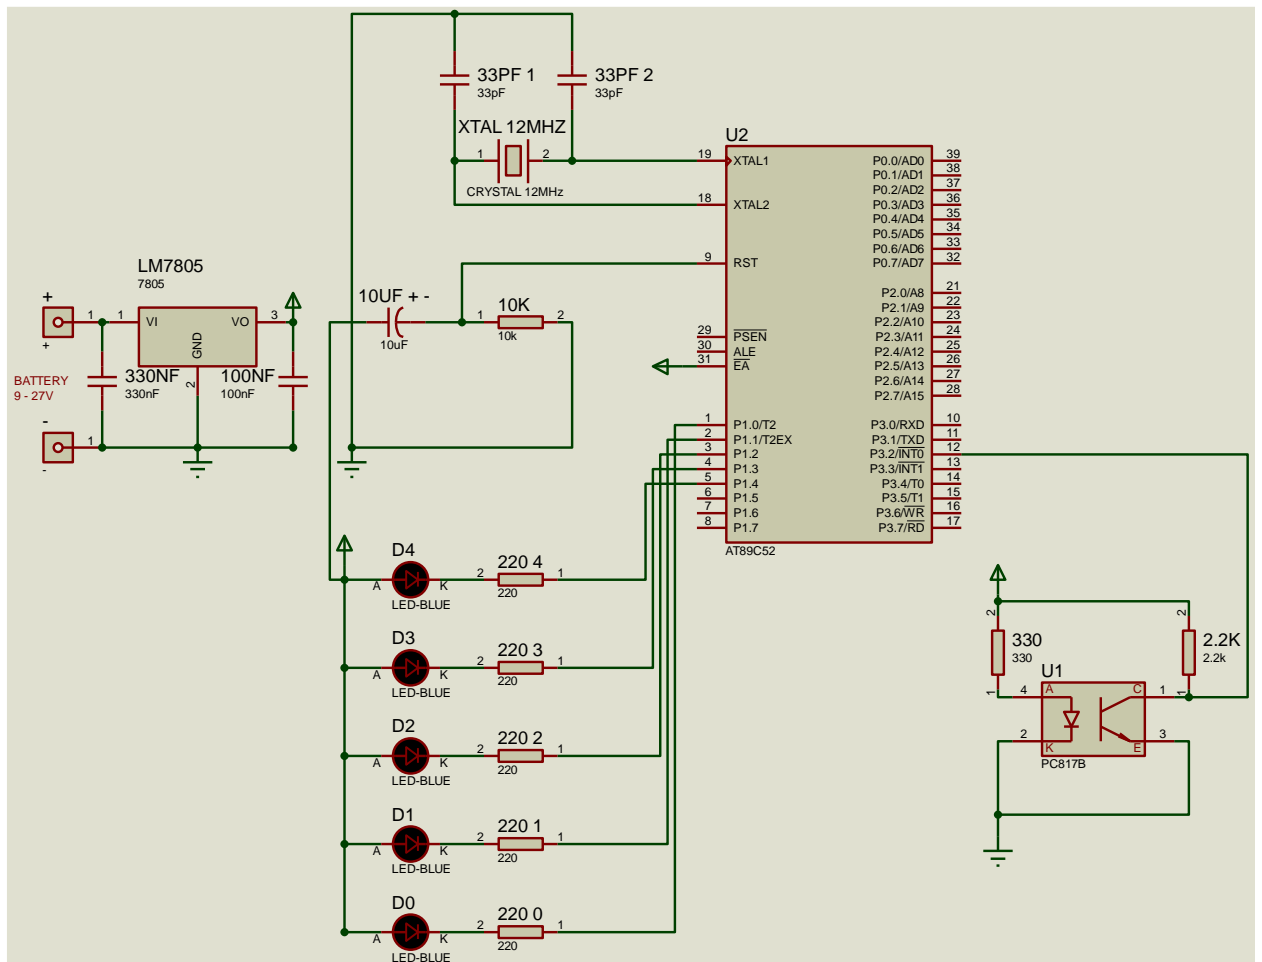 33PF 1
33pF
33PF 2
33pF
XTAL 12MHZ
1
2
CRYSTAL 12MHz
U2
19
XTAL1
18
XTAL2
9
RST
29
PSEN
30
ALE
31
EA
1
P1.0/T2
2
P1.1/T2EX
3
P1.2
4
P1.3
5
P1.4
6
P1.5
7
P1.6
8
P1.7
P0.0/AD0
39
P0.1/AD1
38
P0.2/AD2
37
P0.3/AD3
36
P0.4/AD4
35
P0.5/AD5
34
P0.6/AD6
33
P0.7/AD7
32
P2.0/A8
21
P2.1/A9
22
P2.2/A10
23
P2.3/A11
24
P2.4/A12
25
P2.5/A13
26
P2.6/A14
27
P2.7/A15
28
P3.0/RXD
10
P3.1/TXD
11
P3.2/INT0
12
P3.3/INT1
13
P3.4/T0
14
P3.5/T1
15
P3.6/WR
16
P3.7/RD
17
AT89C52
LM7805
7805
+
1
+
1
VI
VO
3
GND
2
330NF
330nF
100NF
100nF
BATTERY
9 - 27V
-
1
-
10UF + -
10uF
10K
1
2
10k
D4
A
K
LED-BLUE
2
220 4
1
220
D3
A
K
LED-BLUE
2
220 3
1
220
D2
A
K
LED-BLUE
2
220 2
1
220
D1
A
K
LED-BLUE
2
220 1
1
220
D0
A
K
LED-BLUE
2
220 0
1
220
2
330
330
1
2
2.2K
2.2k
1
U1
4
A
C
1
2
K
E
3
PC817B